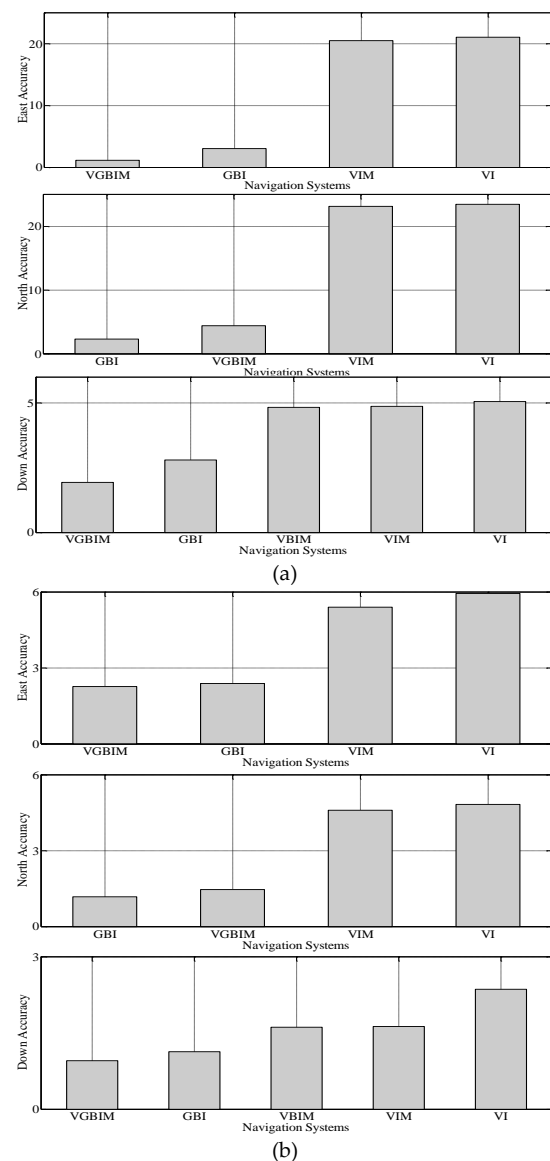 East Accuracy
20
10
0
VGBIM GBI VIM VI
Navigation Systems
North Accuracy
20
10
0
GBI VGBIM VIM VI
Navigation Systems
Down Accuracy
5
0
VGBIM GBI VBIM VIM VI
Navigation Systems
(a)
East Accuracy
6
3
0
VGBIM GBI VIM VI
Navigation Systems
North Accuracy
6
3
0
GBI VGBIM VIM VI
Navigation Systems
Down Accuracy
3
0
VGBIM GBI VBIM VIM VI
Navigation Systems
(b)